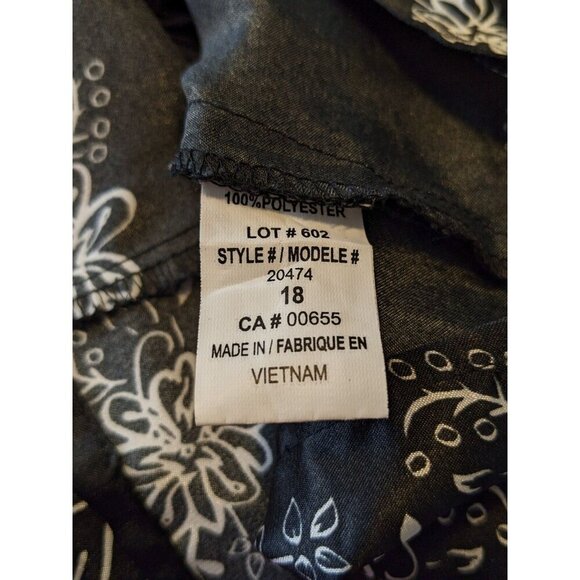 100%POLYESTER
LOT # 602
STYLE # / MODELE #
20474
18
CA # 00655
MADE IN / FABRIQUE EN
VIETNAM